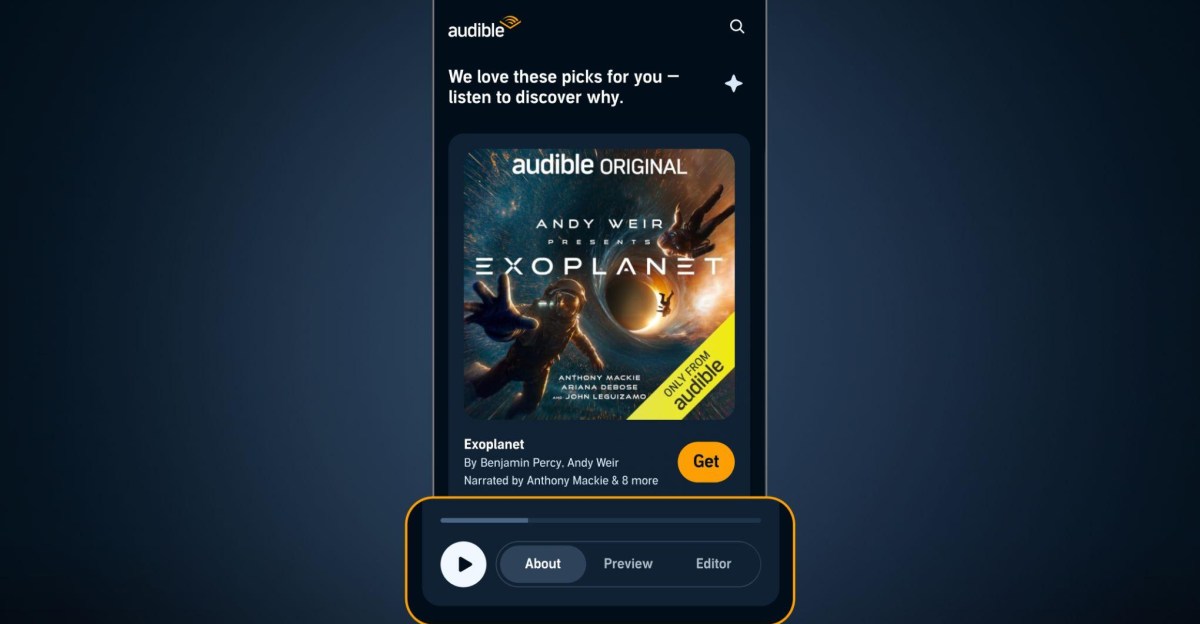 audible
We love these picks for you –
listen to discover why.
audible ORIGINAL
ANDY WEIR
PRESENTS
EXOPLANET
ANTHONY MACKIE
ARIANA DEBOSE
AND JOHN LEGUIZAMO
ONLY FROM
audible
Exoplanet
By Benjamin Percy, Andy Weir
Narrated by Anthony Mackie & 8 more
Get
About Preview Editor